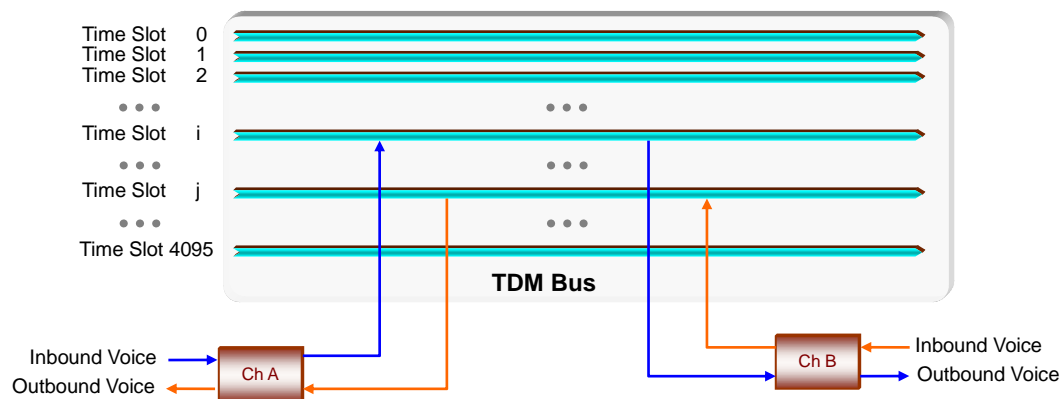 Time Slot 0
Time Slot 1
Time Slot 2
Time Slot i
Time Slot j
Time Slot 4095
TDM Bus
Inbound Voice
Outbound Voice
Ch A
Ch B
Inbound Voice
Outbound Voice